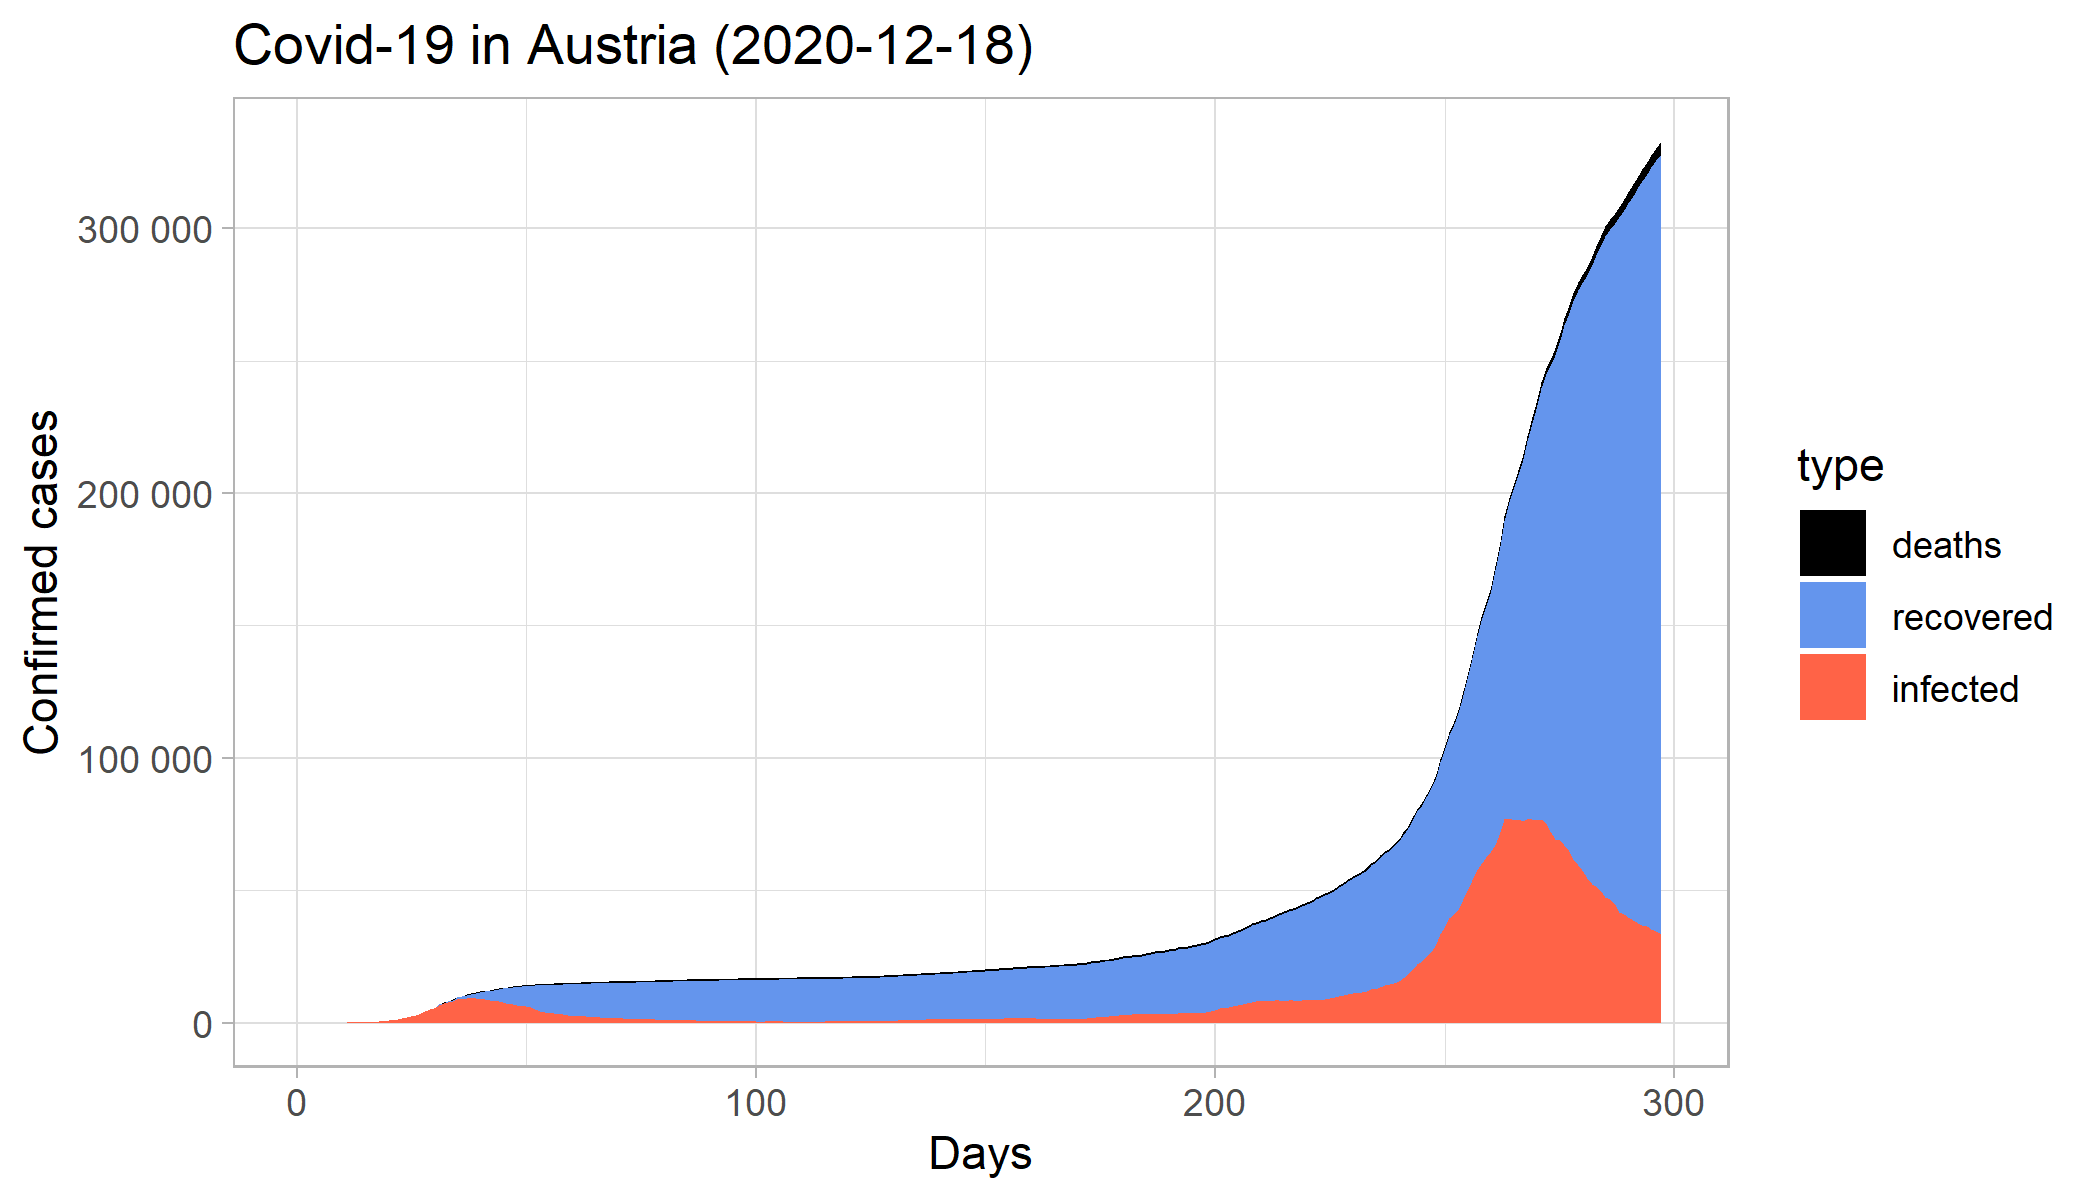 Covid-19 in Austria (2020-12-18)
Confirmed cases
300 000
200 000
100 000
0
0 100 200 300
Days
type
deaths
recovered
infected